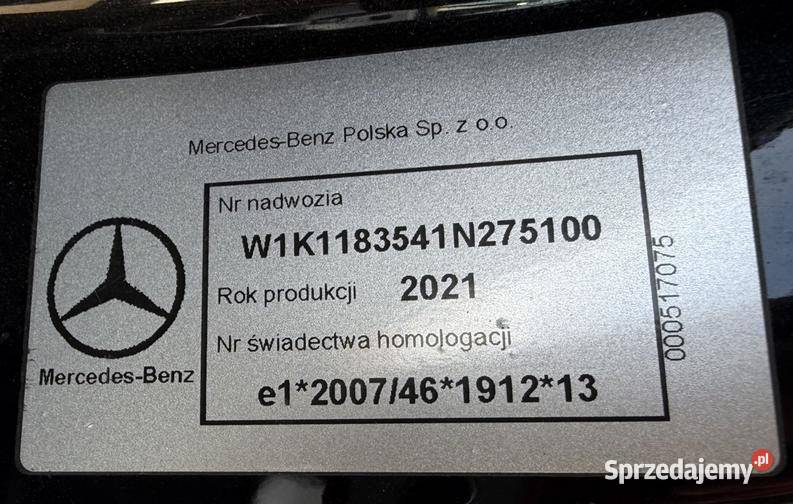 Mercedes-Benz Polska Sp. z o.o.
Nr nadwozia
W1K1183541N275100
Rok produkcji 2021
Nr świadectwa homologacji
e1*2007/46*1912*13
Mercedes-Benz
000517075
Sprzedajemy.pl